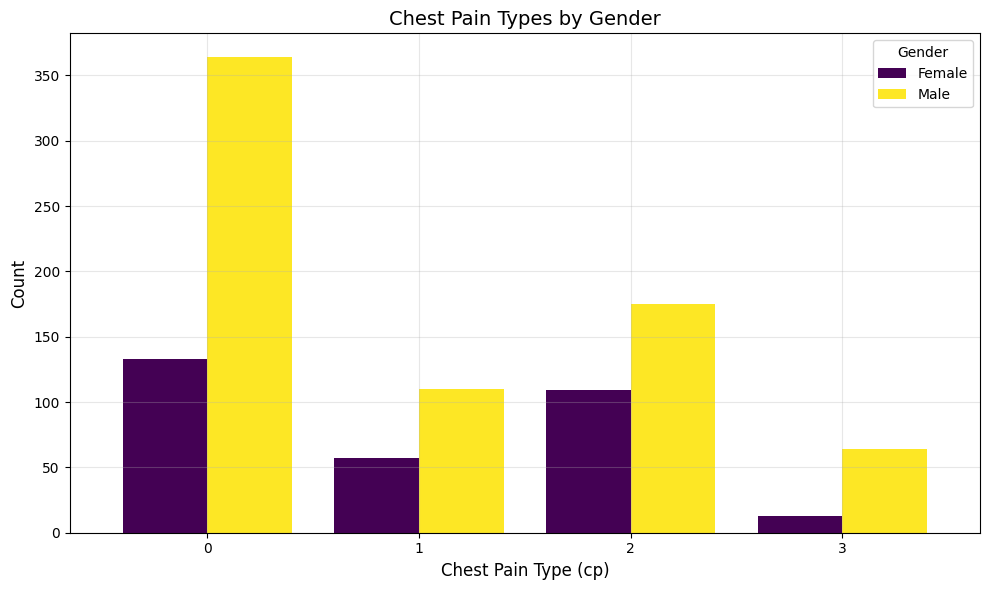 Chest Pain Types by Gender
Gender
Female
Male
350
300
250
200
150
100
50
0
Count
0 1 2 3
Chest Pain Type (cp)